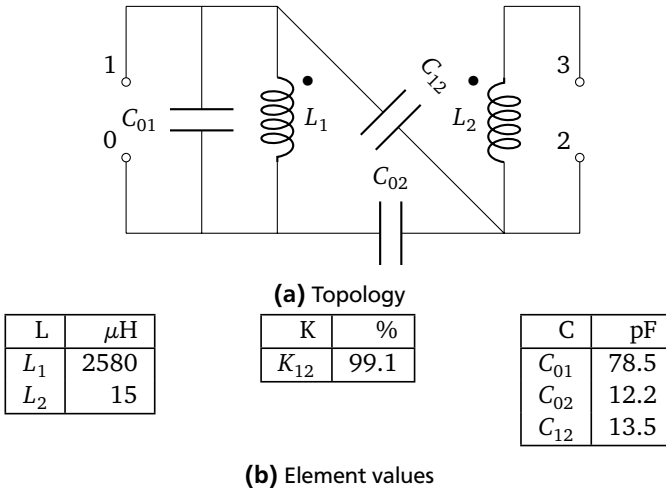 1
3
C12
C01
L1
L2
0
2
C02
(a) Topology
L μH
L1 2580
L2 15
K %
K12 99.1
C pF
C01 78.5
C02 12.2
C12 13.5
(b) Element values